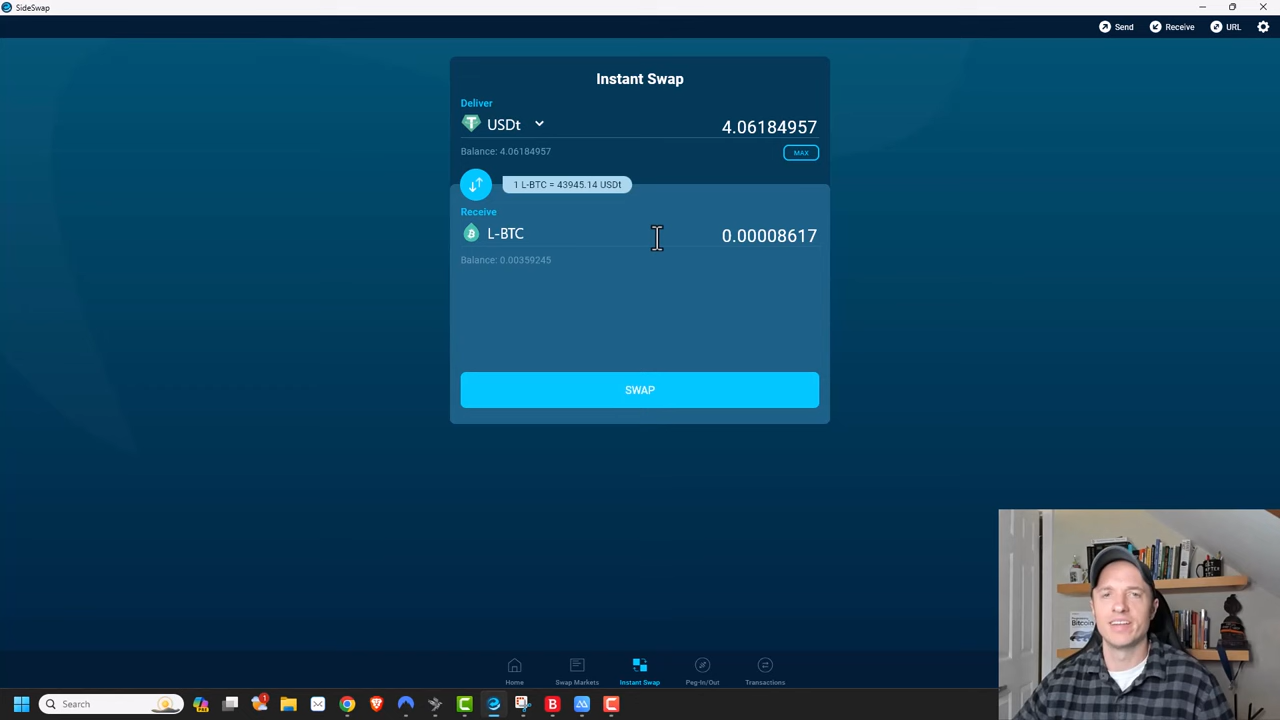 SideSwap
Send
Receive
URL
Instant Swap
Deliver
USDt
4.06184957
Balance: 4.06184957
MAX
1 L-BTC = 43945.14 USDt
Receive
L-BTC
0.00008617
Balance: 0.00359245
SWAP
Home
Swap Markets
Instant Swap
Peg-In/Out
Transactions
Search
Bitcoin